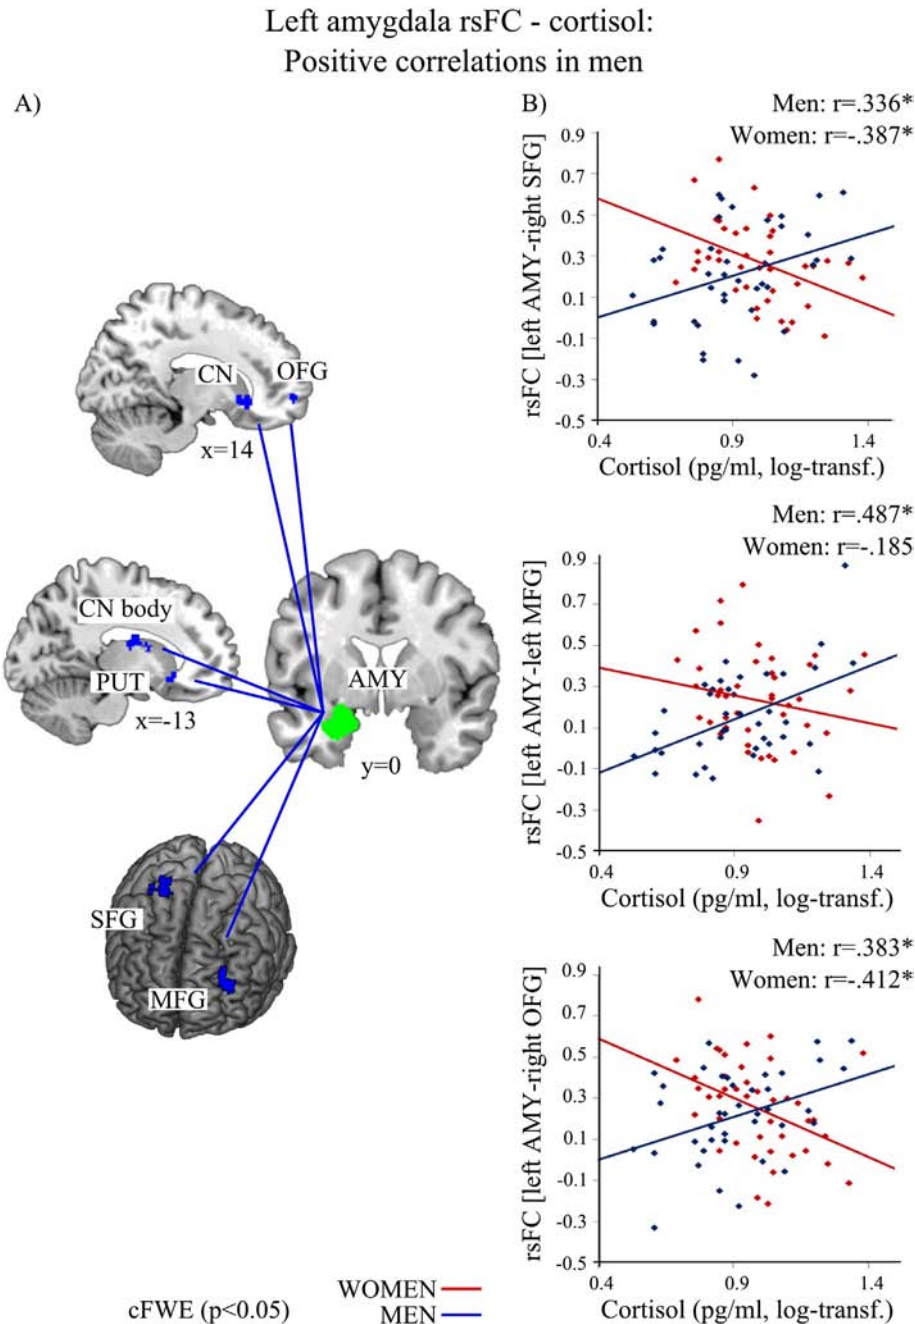 Left amygdala rsFC - cortisol:
Positive correlations in men
A)
CN
OFG
x=14
CN body
PUT
x=-13
AMY
y=0
SFG
MFG
cFWE (p<0.05)
WOMEN
MEN
B)
Men: r=.336*
Women: r=-.387*
rsFC [left AMY-right SFG]
0.9
0.7
0.5
0.3
0.1
-0.1
-0.3
-0.5
0.4
0.9
1.4
Cortisol (pg/ml, log-transf.)
Men: r=.487*
Women: r=-.185
rsFC [left AMY-left MFG]
0.9
0.7
0.5
0.3
0.1
-0.1
-0.3
-0.5
0.4
0.9
1.4
Cortisol (pg/ml, log-transf.)
Men: r=.383*
Women: r=-.412*
rsFC [left AMY-right OFG]
0.9
0.7
0.5
0.3
0.1
-0.1
-0.3
-0.5
0.4
0.9
1.4
Cortisol (pg/ml, log-transf.)